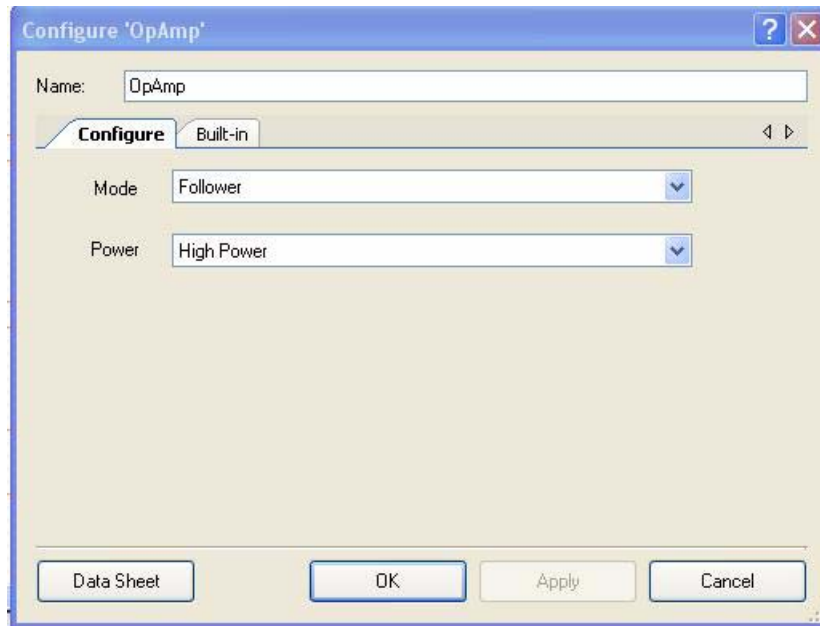 Configure 'OpAmp'
Name: OpAmp
Configure Built-in
Mode Follower
Power High Power
Data Sheet OK Apply Cancel